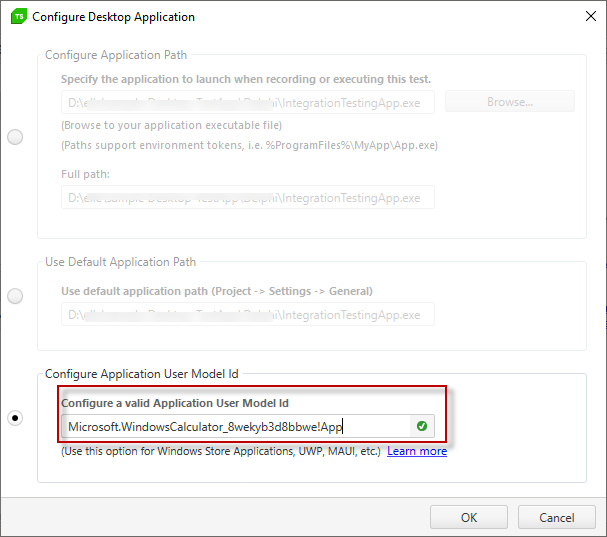 TS Configure Desktop Application
Configure Application Path
Specify the application to launch when recording or executing this test.
IntegrationTestingApp.exe
Browse...
(Browse to your application executable file)
(Paths support environment tokens, i.e. %ProgramFiles%\MyApp\App.exe)
Full path:
IntegrationTestingApp.exe
Use Default Application Path
Use default application path (Project -> Settings -> General)
IntegrationTestingApp.exe
Configure Application User Model Id
Configure a valid Application User Model Id
Microsoft.WindowsCalculator_8wekyb3d8bbwe!App
(Use this option for Windows Store Applications, UWP, MAUI, etc.) Learn more
OK
Cancel